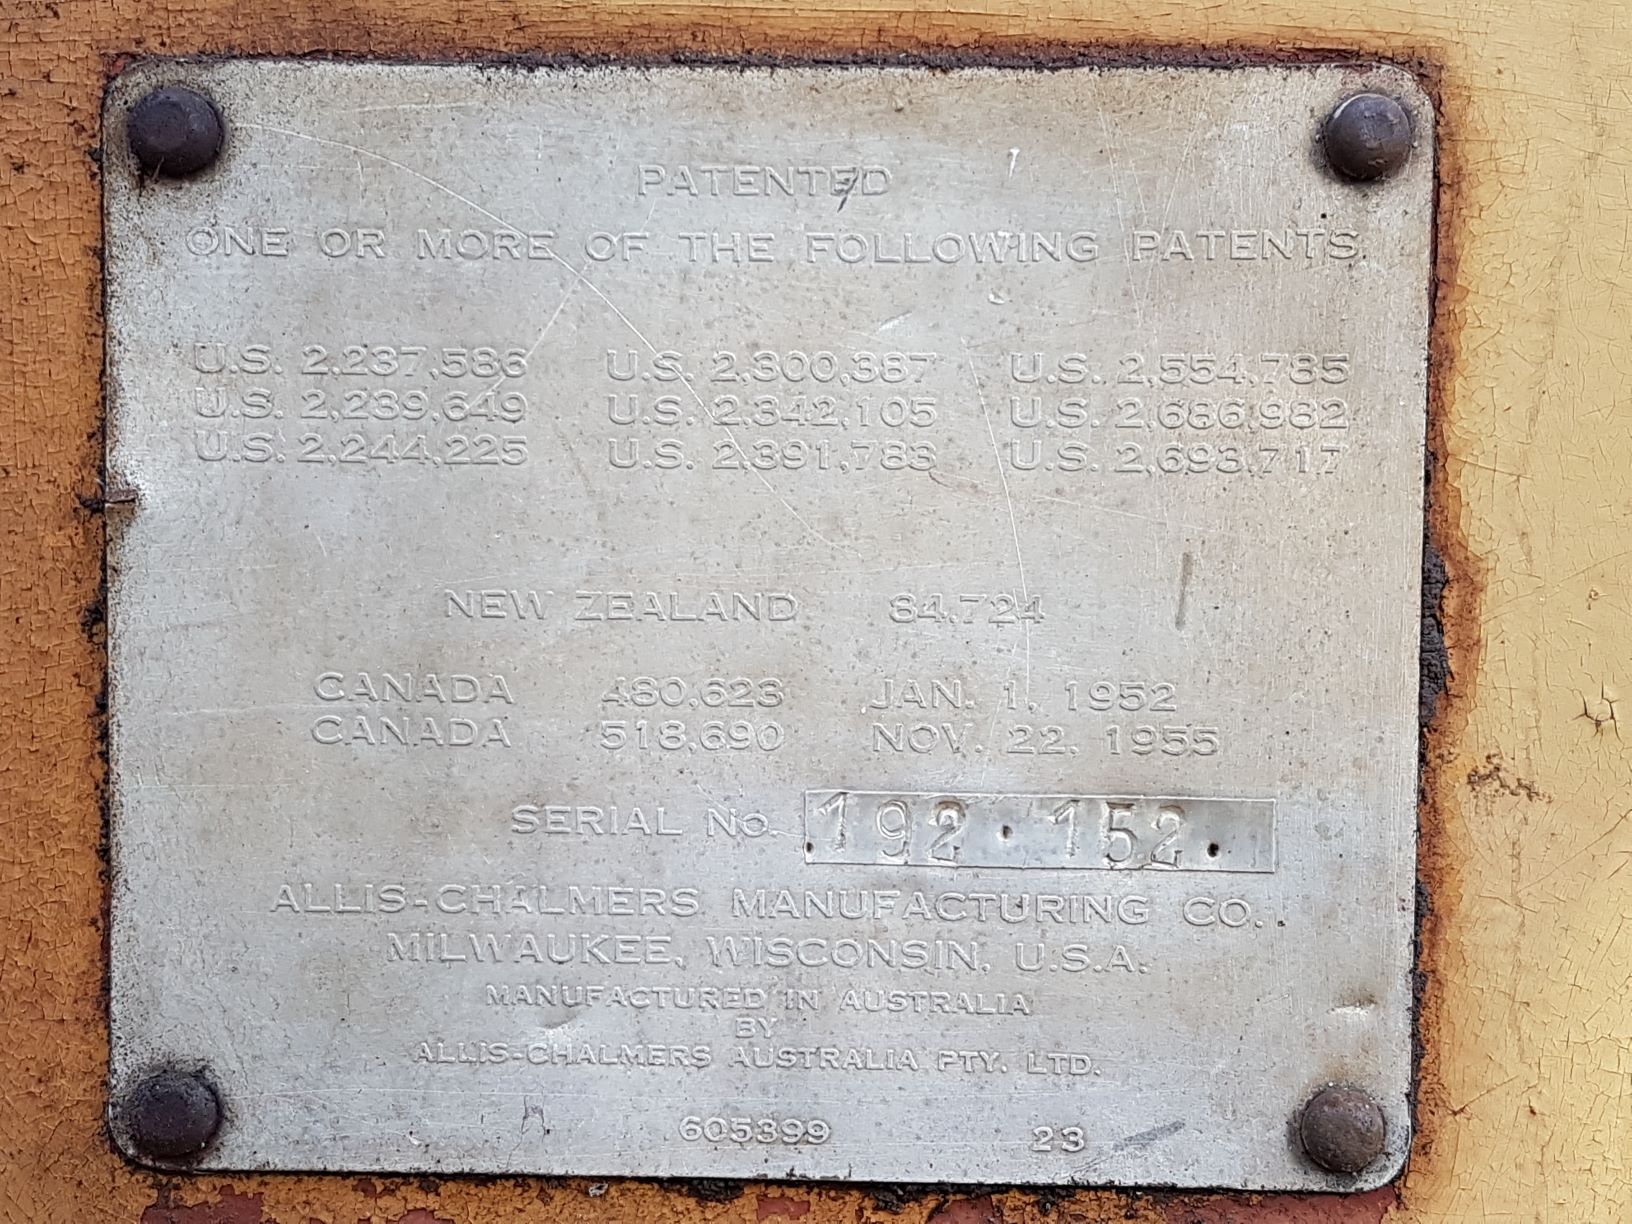 PATENTED
ONE OR MORE OF THE FOLLOWING PATENTS
U.S. 2,237,586 U.S. 2,300,387 U.S. 2,554,785
U.S. 2,239,649 U.S. 2,342,105 U.S. 2,686,982
U.S. 2,244,225 U.S. 2,391,783 U.S. 2,693,717
NEW ZEALAND 84,724
CANADA 480,623 JAN. 1, 1952
CANADA 518,690 NOV. 22, 1955
SERIAL No. 192.152.
ALLIS-CHALMERS MANUFACTURING CO.
MILWAUKEE, WISCONSIN, U.S.A.
MANUFACTURED IN AUSTRALIA
BY
ALLIS-CHALMERS AUSTRALIA PTY. LTD.
605399 23